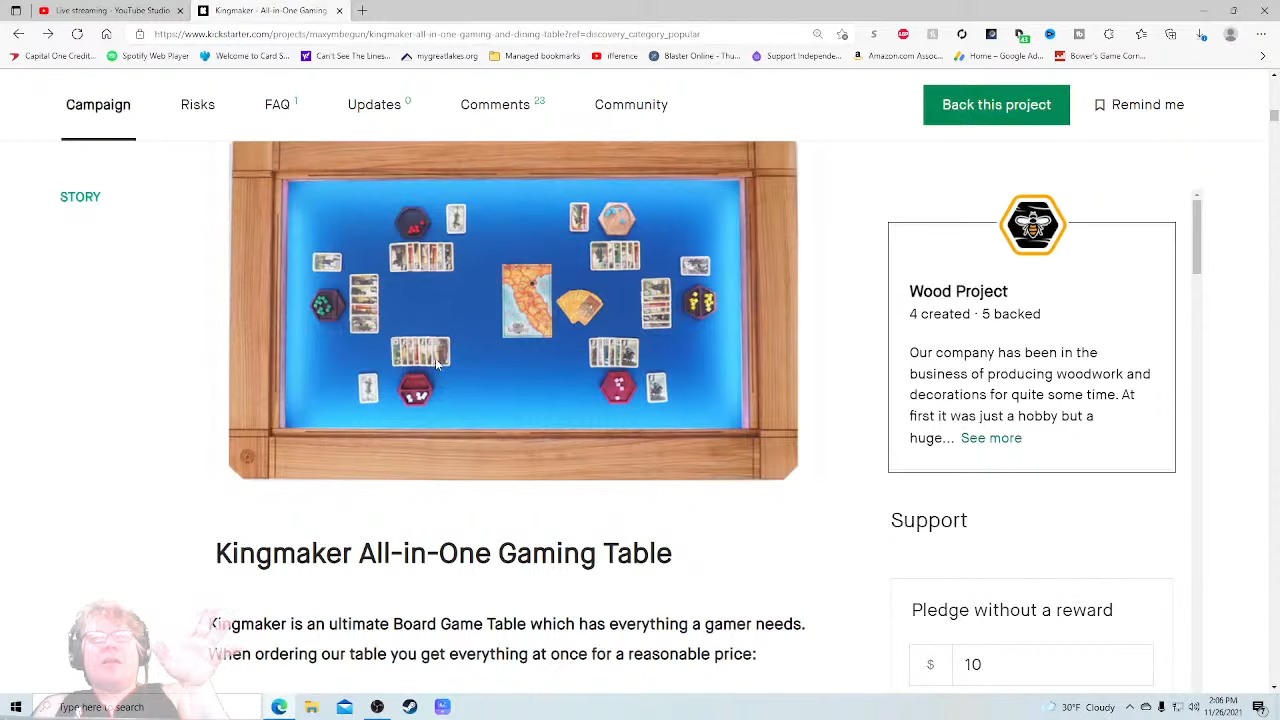 Live streaming - YouTube Studio
Kingmaker - All-in-One Gaming
https://www.kickstarter.com/projects/maxymbegun/kingmaker-all-in-one-gaming-and-dining-table?ref=discovery_category_popular
Capital Credit Card... Spotify Web Player Welcome Card S... Can't See The Lines... mygreatlakes.org Managed bookmarks ifference Blaster Online - Thu... Support Independe... Amazon.com Assoc... Bower's Game Corn...
Campaign Risks FAQ 1 Updates 0 Comments 23 Community Back this project Remind me
STORY
Wood Project
4 created · 5 backed
Our company has been in the
business of producing woodwork and
decorations for quite some time. At
first it was just a hobby but a
huge... See more
Kingmaker All-in-One Gaming Table
Support
Kingmaker is an ultimate Board Game Table which has everything a gamer needs.
When ordering our table you get everything at once for a reasonable price:
Pledge without a reward
$ 10
Type here to search
30°F Cloudy
2:06 PM
11/26/2021